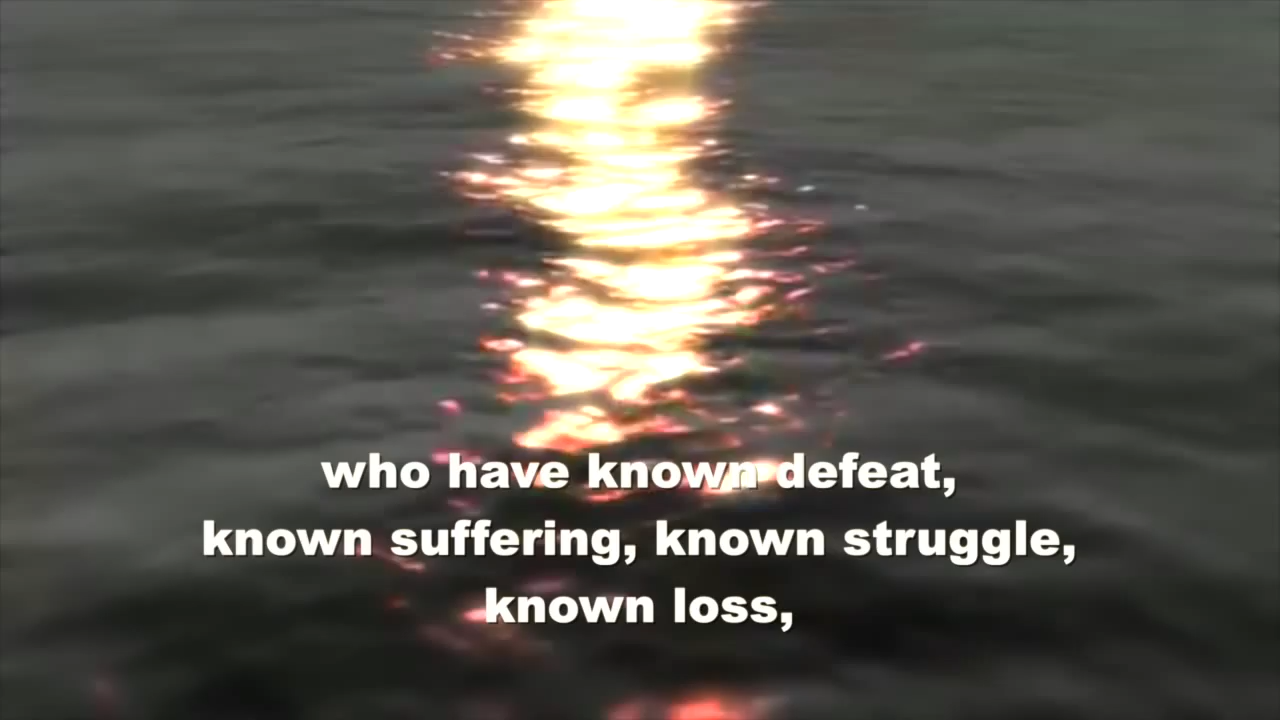 who have known defeat,
known suffering, known struggle,
known loss,